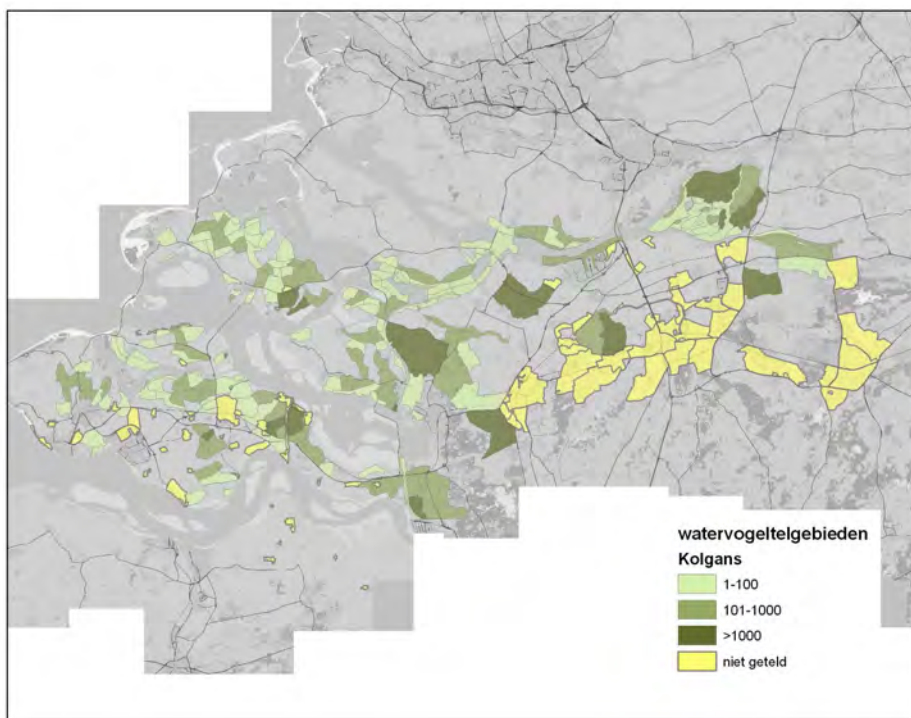 watervogeltelgebieden
Kolgans
1-100
101-1000
>1000
niet geteld